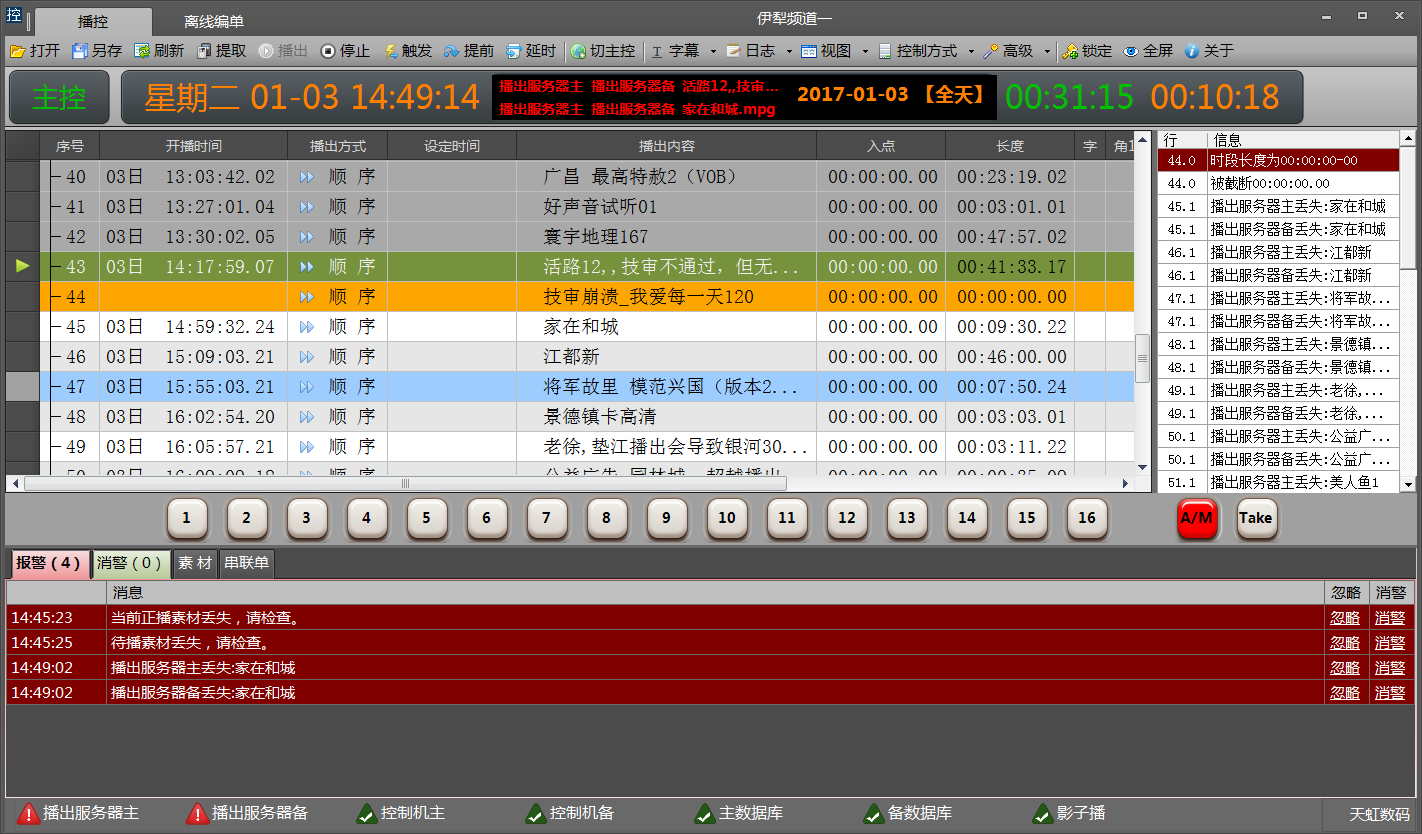 控 播控 离线编单 伊犁频道一
打开 另存 刷新 提取 播出 停止 触发 提前 延时 切主控 字幕 日志 视图 控制方式 高级 锁定 全屏 关于
主控 星期二 01-03 14:49:14
播出服务器主 播出服务器备 活路12,,技审...
播出服务器主 播出服务器备 家在和城.mpg
2017-01-03 【全天】 00:31:15 00:10:18
序号 开播时间 播出方式 设定时间 播出内容 入点 长度 字 角1
40 03日 13:03:42.02 顺 序 广昌 最高特赦2（VOB） 00:00:00.00 00:23:19.02
41 03日 13:27:01.04 顺 序 好声音试听01 00:00:00.00 00:03:01.01
42 03日 13:30:02.05 顺 序 寰宇地理167 00:00:00.00 00:47:57.02
43 03日 14:17:59.07 顺 序 活路12,,技审不通过，但无... 00:00:00.00 00:41:33.17
44 顺 序 技审崩溃_我爱每一天120 00:00:00.00 00:00:00.00
45 03日 14:59:32.24 顺 序 家在和城 00:00:00.00 00:09:30.22
46 03日 15:09:03.21 顺 序 江都新 00:00:00.00 00:46:00.00
47 03日 15:55:03.21 顺 序 将军故里 模范兴国（版本2... 00:00:00.00 00:07:50.24
48 03日 16:02:54.20 顺 序 景德镇卡高清 00:00:00.00 00:03:03.01
49 03日 16:05:57.21 顺 序 老徐,垫江播出会导致银河30... 00:00:00.00 00:03:11.22
行 信息
44.0 时段长度为00:00:00-00
44.0 被截断00:00:00.00
45.1 播出服务器主丢失:家在和城
45.1 播出服务器备丢失:家在和城
46.1 播出服务器主丢失:江都新
46.1 播出服务器备丢失:江都新
47.1 播出服务器主丢失:将军故...
47.1 播出服务器备丢失:将军故...
48.1 播出服务器主丢失:景德镇...
48.1 播出服务器备丢失:景德镇...
49.1 播出服务器主丢失:老徐,...
49.1 播出服务器备丢失:老徐,...
50.1 播出服务器主丢失:公益广...
50.1 播出服务器备丢失:公益广...
51.1 播出服务器主丢失:美人鱼1
1 2 3 4 5 6 7 8 9 10 11 12 13 14 15 16 A/M Take
报警 ( 4 ) 消警 ( 0 ) 素 材 串联单
消息 忽略 消警
14:45:23 当前正播素材丢失，请检查。 忽略 消警
14:45:25 待播素材丢失，请检查。 忽略 消警
14:49:02 播出服务器主丢失:家在和城 忽略 消警
14:49:02 播出服务器备丢失:家在和城 忽略 消警
播出服务器主 播出服务器备 控制机主 控制机备 主数据库 备数据库 影子播 天虹数码